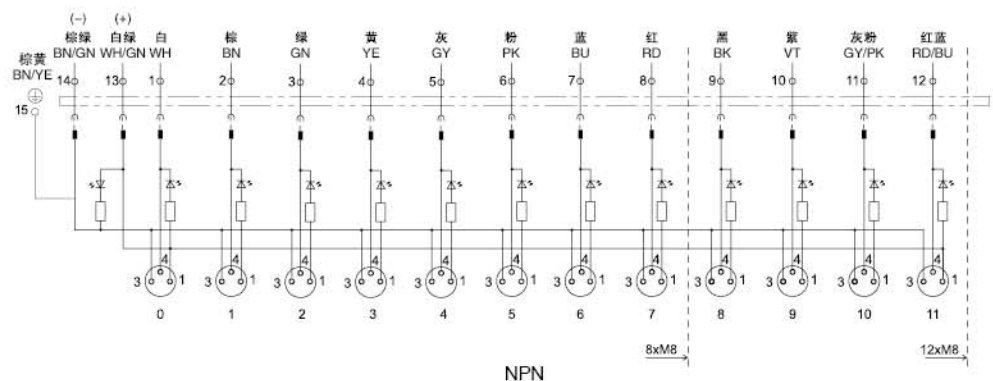 (-) (+)
棕绿 白绿 白 棕 绿 黄 灰 粉 蓝 红 黑 紫 灰粉 红蓝
棕黄 BN/GN WH/GN WH BN GN YE GY PK BU RD BK VT GY/PK RD/BU
BN/YE
14 13 1 2 3 4 5 6 7 8 9 10 11 12
15
4 4 4 4 4 4 4 4 4 4 4 4
3 1 3 1 3 1 3 1 3 1 3 1 3 1 3 1 3 1 3 1 3 1 3 1
0 1 2 3 4 5 6 7 8 9 10 11
8xM8 12xM8
NPN